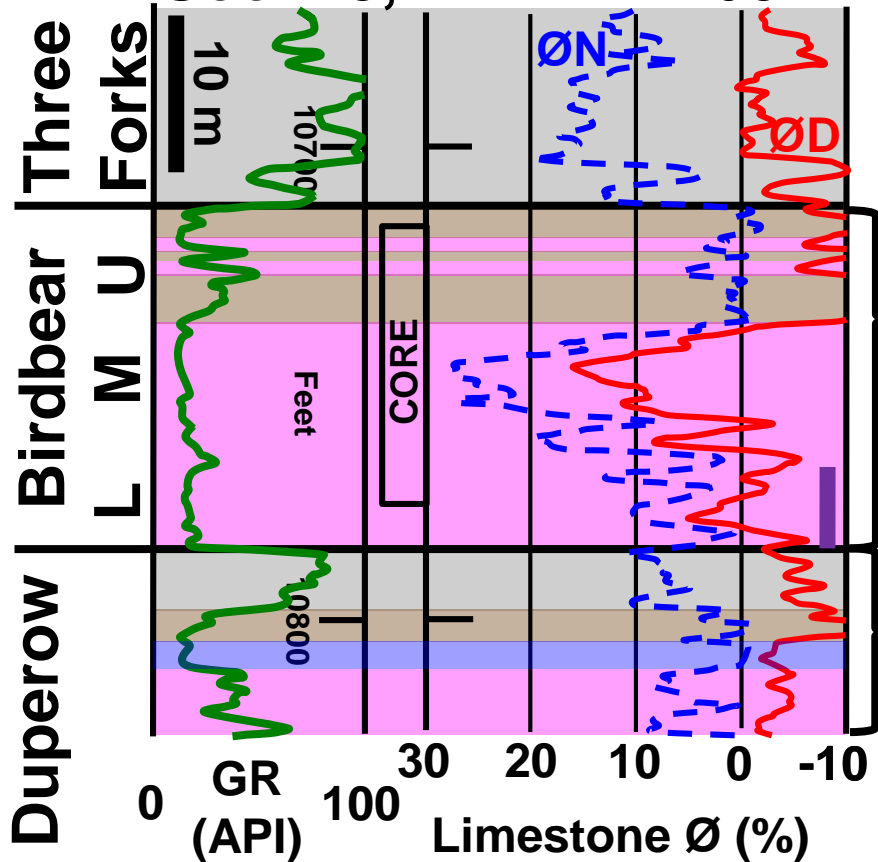 Three
Forks
10 m
ØN
ØD
10700
Birdbear
U
M
L
CORE
Feet
Duperow
10800
30
20
10
0
-10
0
GR
(API)
100
Limestone Ø (%)